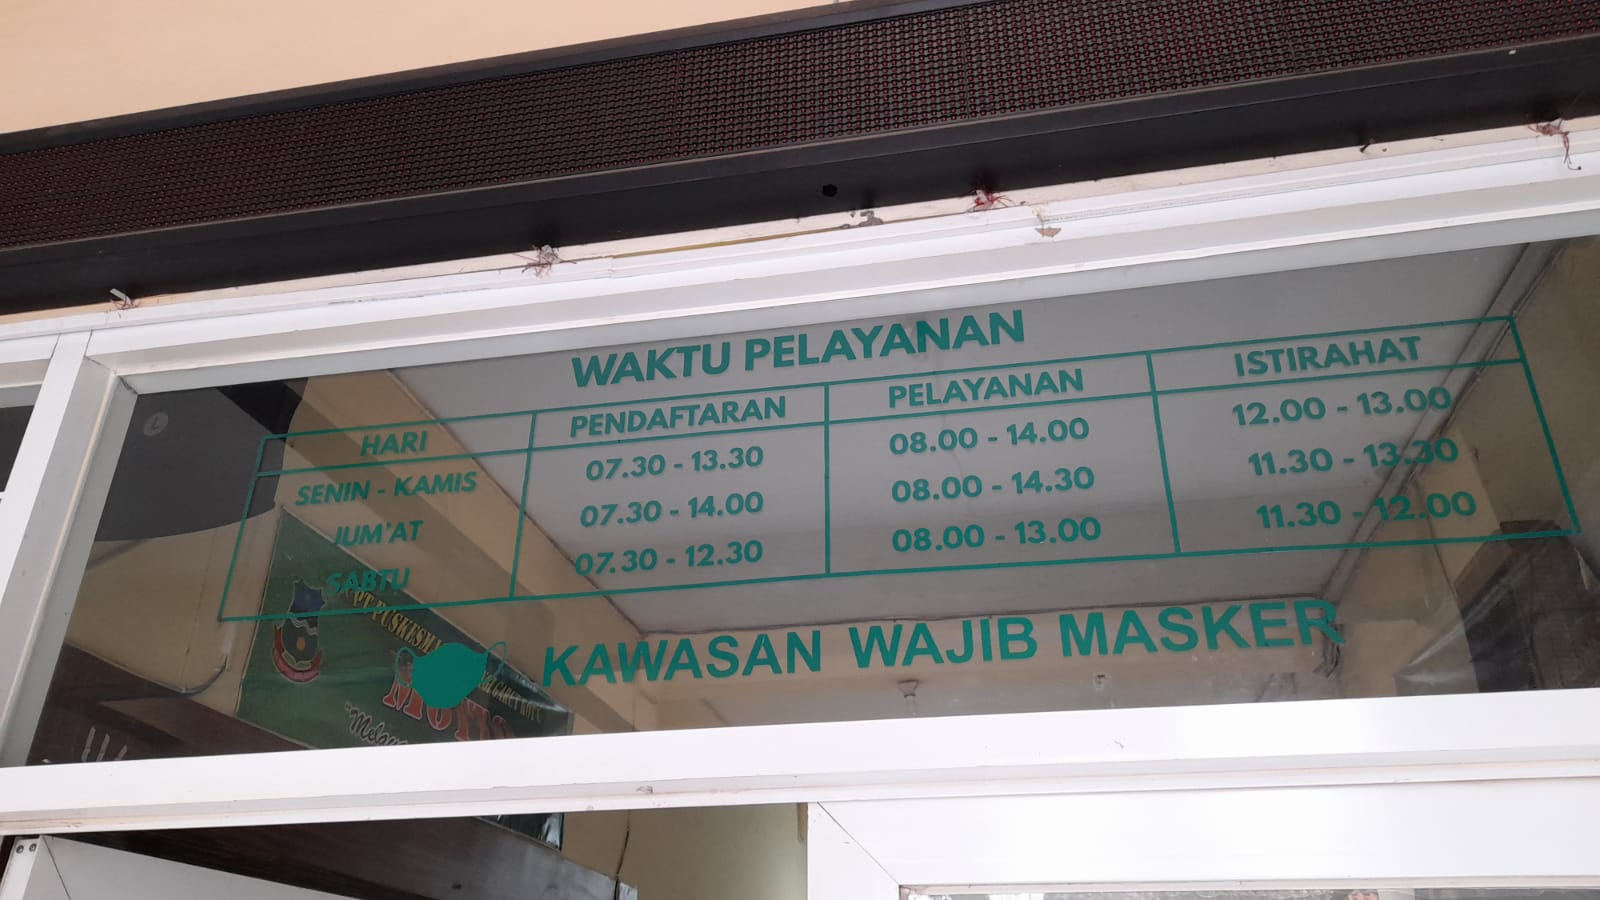 WAKTU PELAYANAN
HARI PENDAFTARAN PELAYANAN ISTIRAHAT
SENIN - KAMIS 07.30 - 13.30 08.00 - 14.00 12.00 - 13.00
JUM'AT 07.30 - 14.00 08.00 - 14.30 11.30 - 13.30
SABTU 07.30 - 12.30 08.00 - 13.00 11.30 - 12.00
KAWASAN WAJIB MASKER